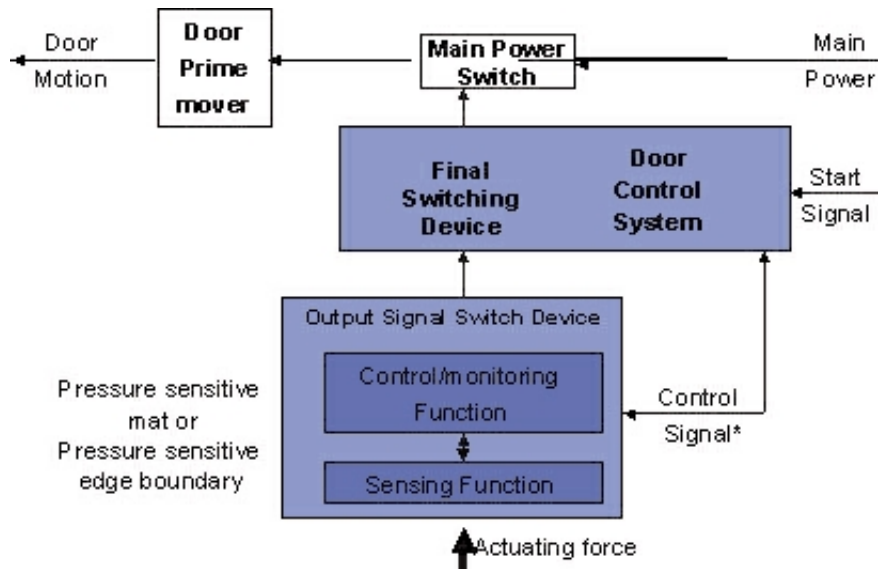 Door
Motion
Door
Prime
mover
Main Power
Switch
Main
Power
Final
Switching
Device
Door
Control
System
Start
Signal
Output Signal Switch Device
Control/monitoring
Function
Sensing Function
Pressure sensitive
mat or
Pressure sensitive
edge boundary
Control
Signal*
Actuating force